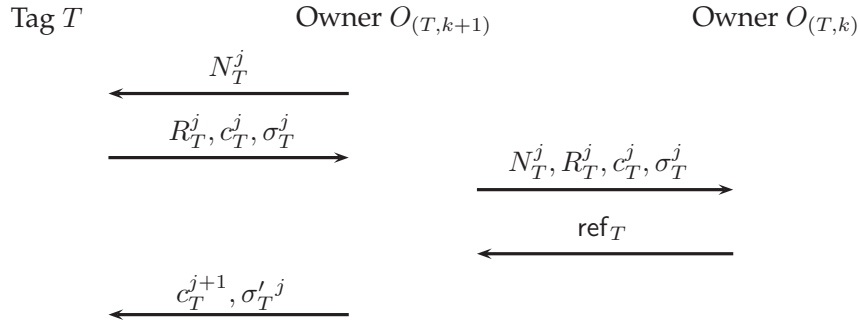 Tag T Owner O_{(T,k+1)} Owner O_{(T,k)}
N_T^j
R_T^j, c_T^j, σ_T^j
N_T^j, R_T^j, c_T^j, σ_T^j
ref_T
c_T^{j+1}, σ'_T^j